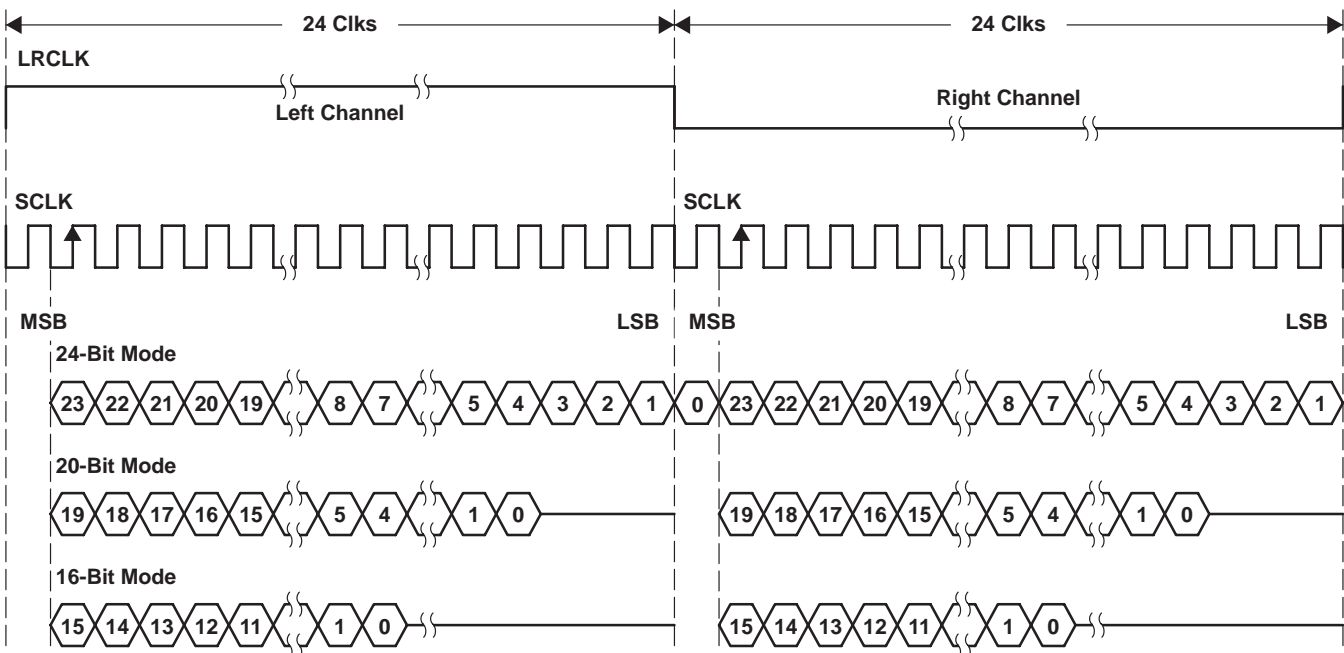 24 Clks 24 Clks
LRCLK
Left Channel Right Channel
SCLK SCLK
MSB LSB MSB LSB
24-Bit Mode
23 22 21 20 19 8 7 5 4 3 2 1 0 23 22 21 20 19 8 7 5 4 3 2 1
20-Bit Mode
19 18 17 16 15 5 4 1 0 19 18 17 16 15 5 4 1 0
16-Bit Mode
15 14 13 12 11 1 0 15 14 13 12 11 1 0